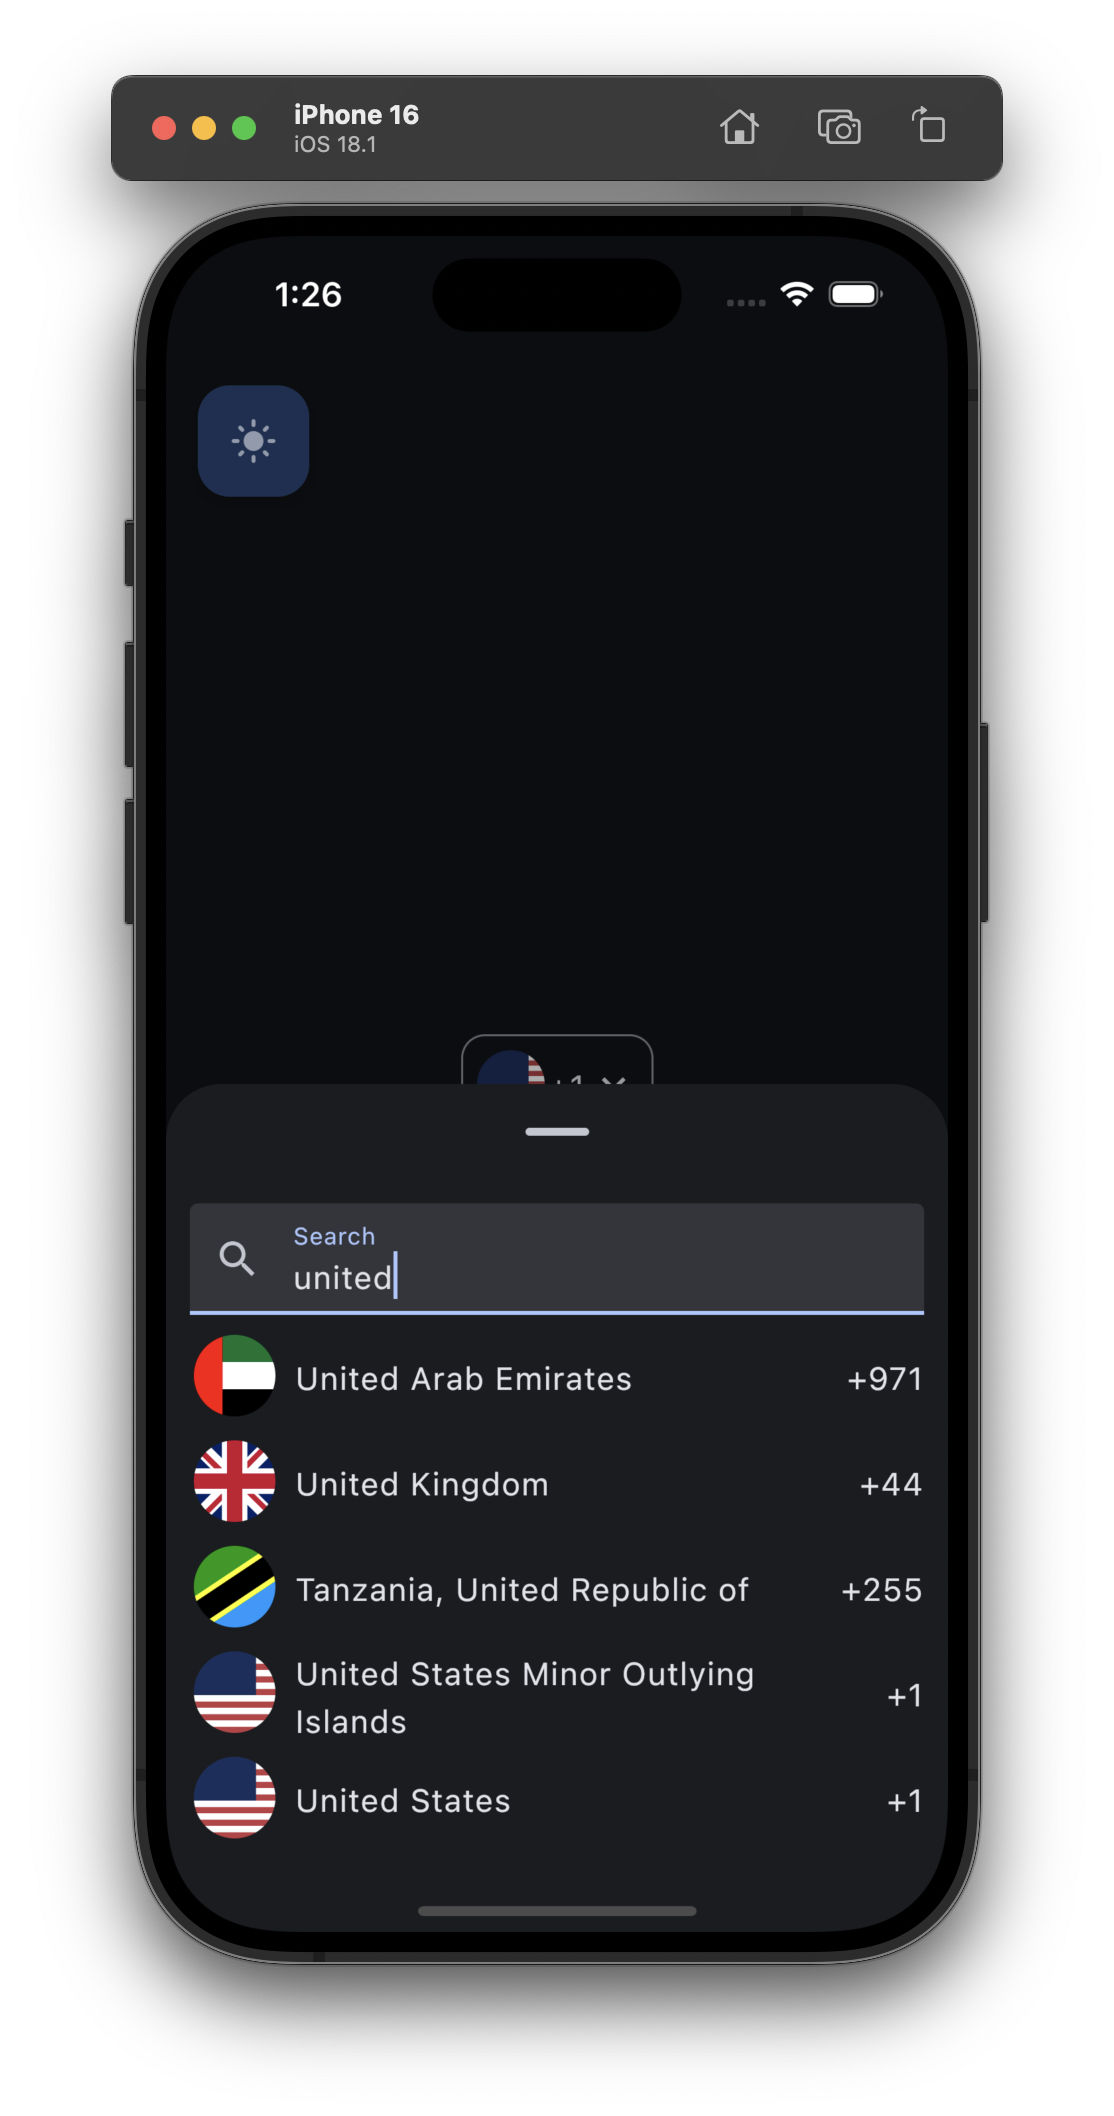 iPhone 16
iOS 18.1
1:26
+1
Search
united
United Arab Emirates +971
United Kingdom +44
Tanzania, United Republic of +255
United States Minor Outlying
Islands +1
United States +1